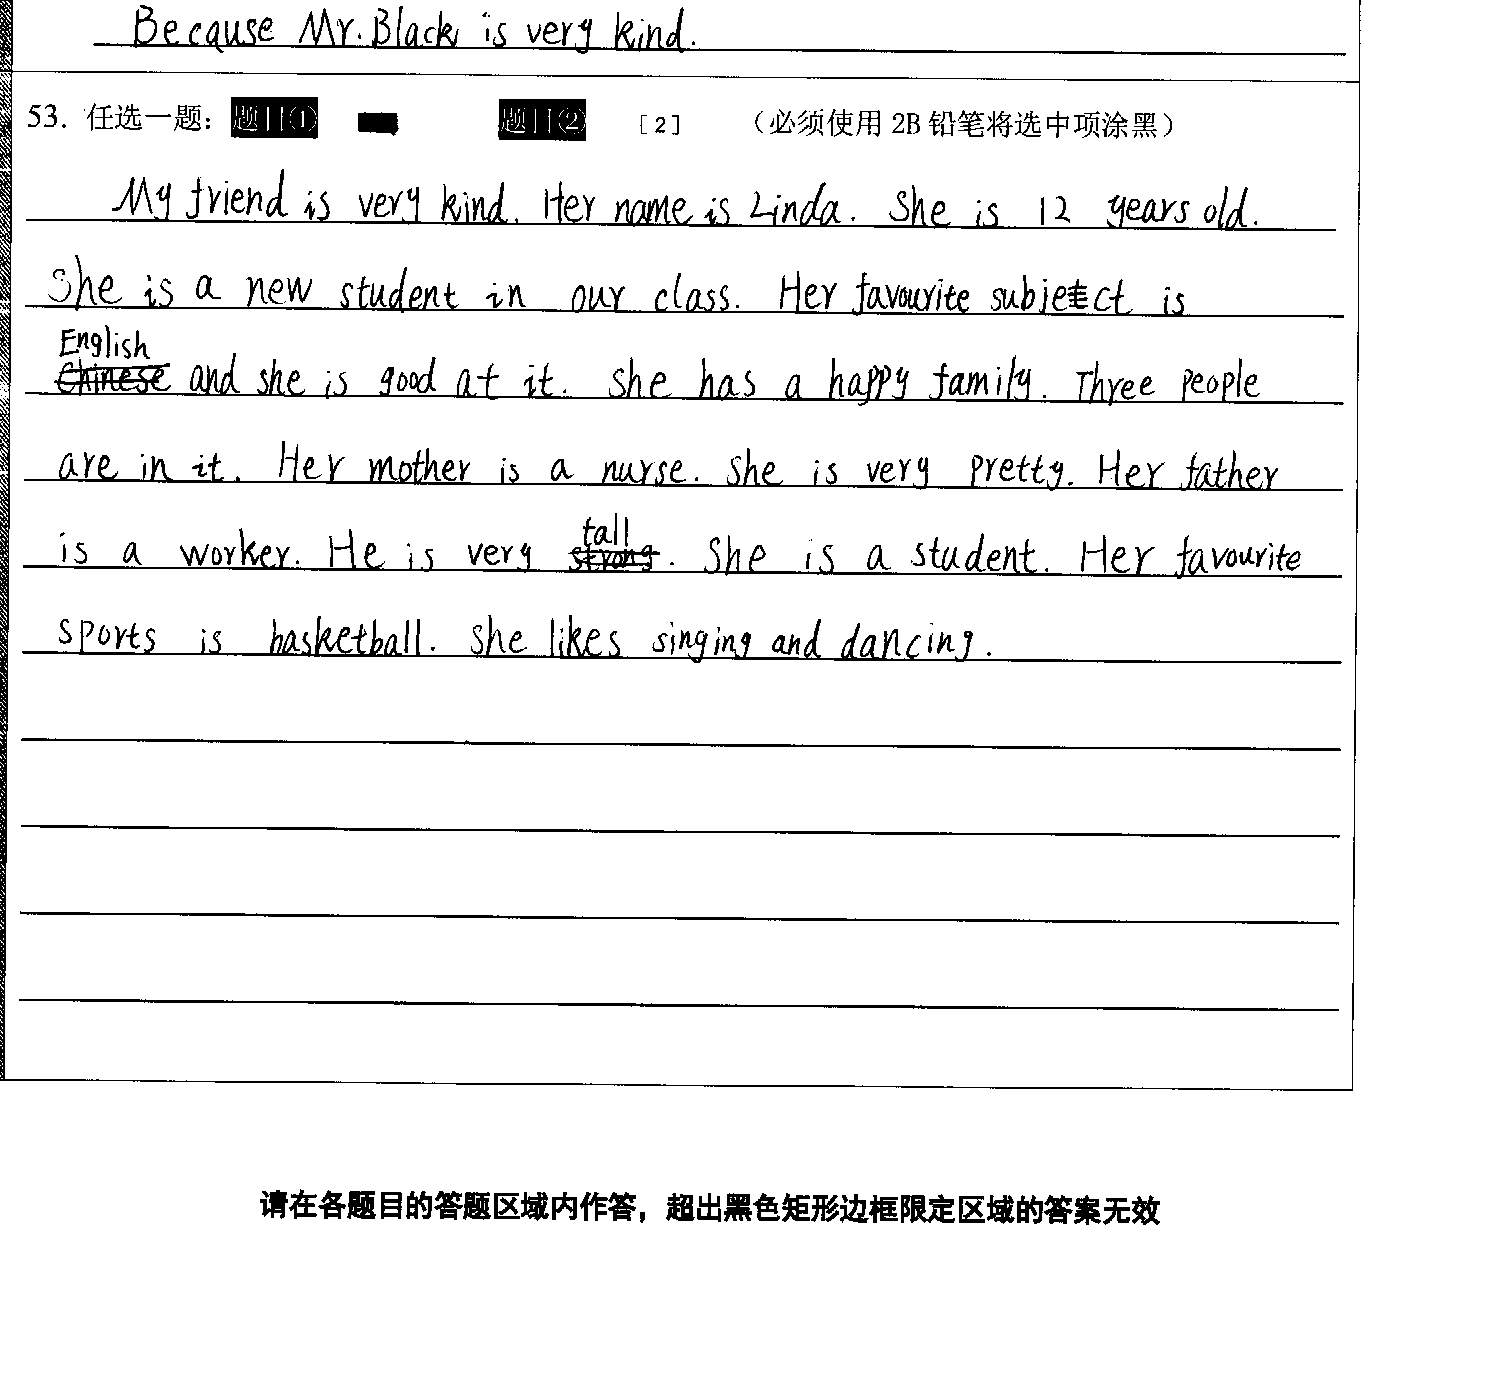 Because Mr. Black is very kind.
53. 任选一题： 题目① 题目② [2] （必须使用 2B 铅笔将选中项涂黑）
My friend is very kind. Her name is Linda. She is 12 years old.
She is a new student in our class. Her favourite subject is
English
Chinese and she is good at it. She has a happy family. Three people
are in it. Her mother is a nurse. She is very pretty. Her father
tall
is a worker. He is very strong. She is a student. Her favourite
sports is basketball. She likes singing and dancing.
请在各题目的答题区域内作答，超出黑色矩形边框限定区域的答案无效